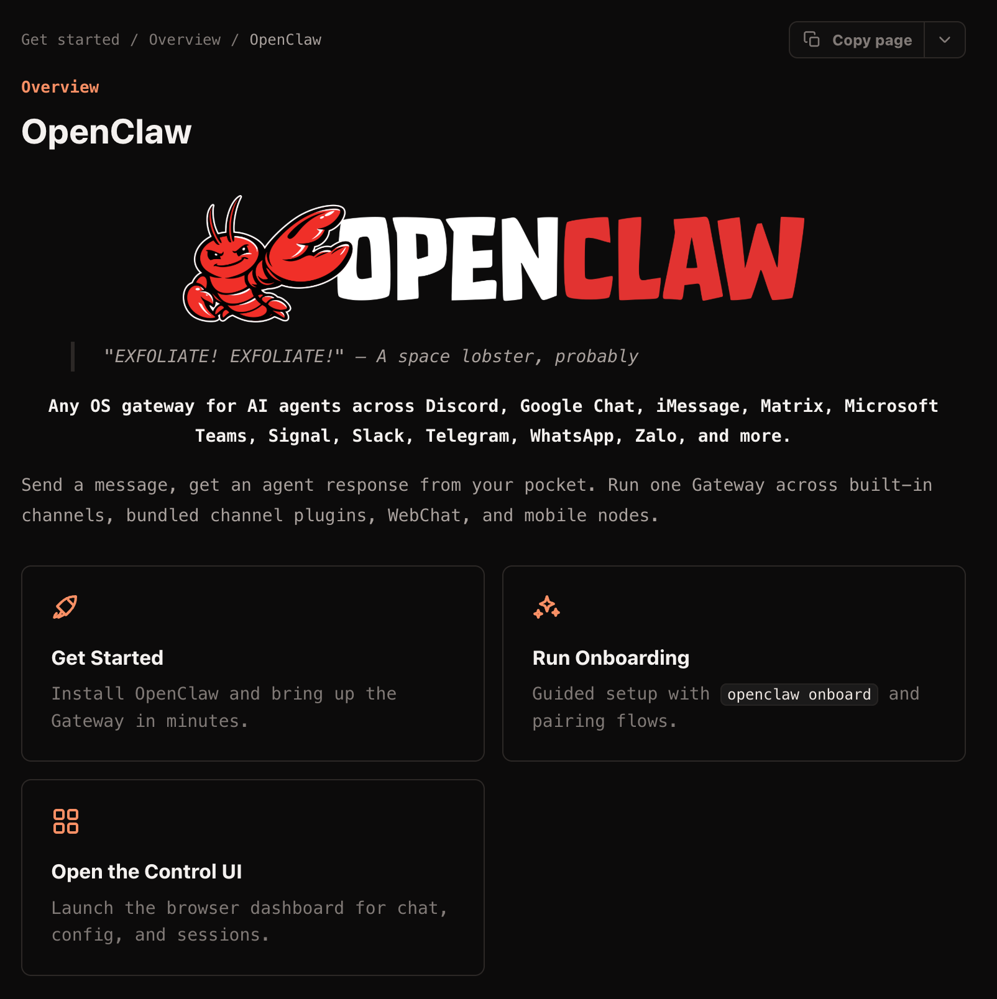 Get started / Overview / OpenClaw
Copy page
Overview
OpenClaw
OPENCLAW
"EXFOLIATE! EXFOLIATE!" — A space lobster, probably
Any OS gateway for AI agents across Discord, Google Chat, iMessage, Matrix, Microsoft
Teams, Signal, Slack, Telegram, WhatsApp, Zalo, and more.
Send a message, get an agent response from your pocket. Run one Gateway across built-in
channels, bundled channel plugins, WebChat, and mobile nodes.
Get Started
Install OpenClaw and bring up the
Gateway in minutes.
Run Onboarding
Guided setup with openclaw onboard and
pairing flows.
Open the Control UI
Launch the browser dashboard for chat,
config, and sessions.